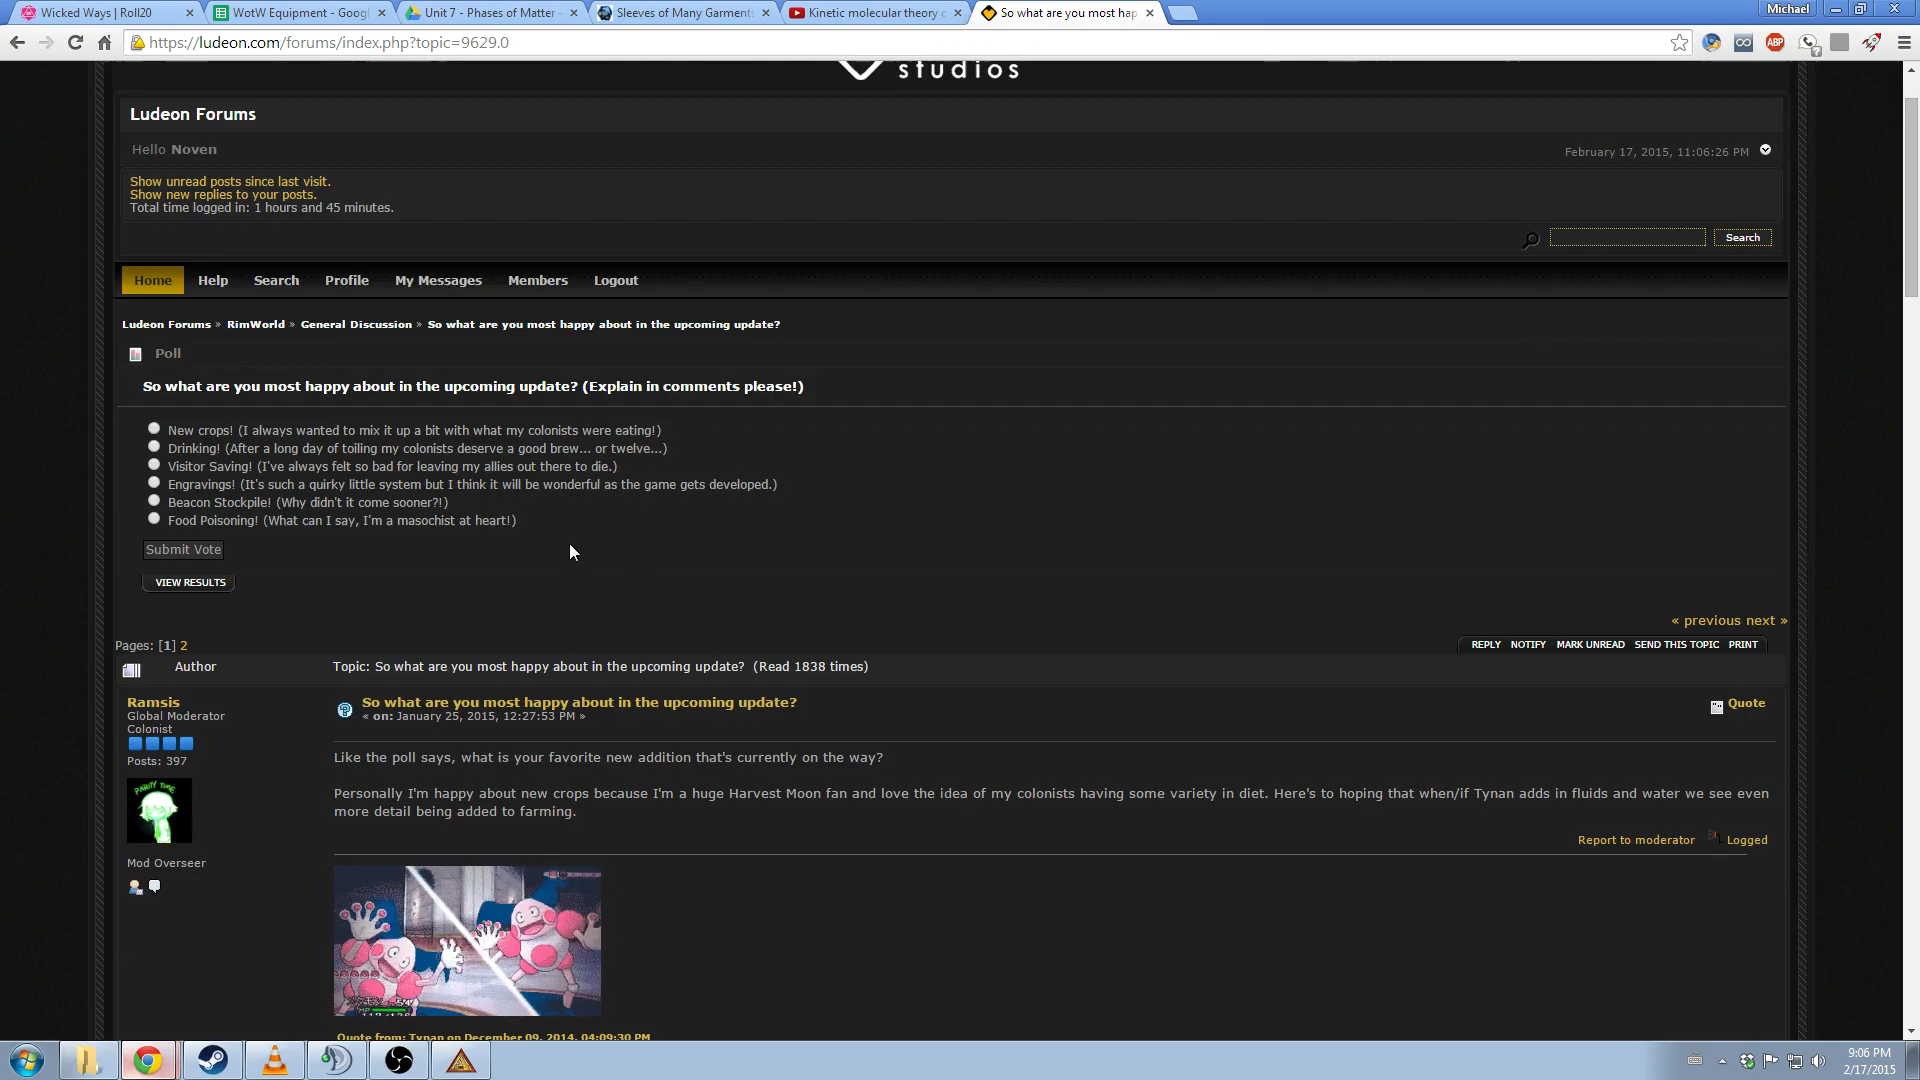 Wicked Ways | Roll20
WotW Equipment - Googl
Unit 7 - Phases of Matter -
Sleeves of Many Garments
Kinetic molecular theory c
So what are you most hap
Michael
https://ludeon.com/forums/index.php?topic=9629.0
ABP
studios
Ludeon Forums
Hello Noven
February 17, 2015, 11:06:26 PM
Show unread posts since last visit.
Show new replies to your posts.
Total time logged in: 1 hours and 45 minutes.
Search
Home Help Search Profile My Messages Members Logout
Ludeon Forums » RimWorld » General Discussion » So what are you most happy about in the upcoming update?
Poll
So what are you most happy about in the upcoming update? (Explain in comments please!)
New crops! (I always wanted to mix it up a bit with what my colonists were eating!)
Drinking! (After a long day of toiling my colonists deserve a good brew... or twelve...)
Visitor Saving! (I've always felt so bad for leaving my allies out there to die.)
Engravings! (It's such a quirky little system but I think it will be wonderful as the game gets developed.)
Beacon Stockpile! (Why didn't it come sooner?!)
Food Poisoning! (What can I say, I'm a masochist at heart!)
Submit Vote
VIEW RESULTS
« previous next »
Pages: [1] 2
REPLY NOTIFY MARK UNREAD SEND THIS TOPIC PRINT
Author
Topic: So what are you most happy about in the upcoming update? (Read 1838 times)
Ramsis
Global Moderator
Colonist
Posts: 397
PARTY TIME
Mod Overseer
So what are you most happy about in the upcoming update?
« on: January 25, 2015, 12:27:53 PM »
Quote
Like the poll says, what is your favorite new addition that's currently on the way?
Personally I'm happy about new crops because I'm a huge Harvest Moon fan and love the idea of my colonists having some variety in diet. Here's to hoping that when/if Tynan adds in fluids and water we see even
more detail being added to farming.
Report to moderator Logged
Quote from: Tynan on December 09, 2014, 04:09:30 PM
9:06 PM
2/17/2015